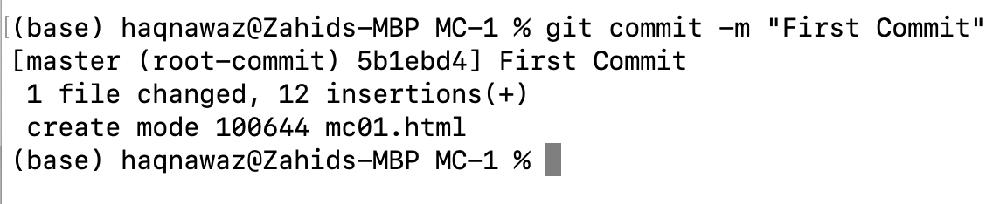 [(base) haqnawaz@Zahids-MBP MC-1 % git commit -m "First Commit"
[master (root-commit) 5b1ebd4] First Commit
 1 file changed, 12 insertions(+)
 create mode 100644 mc01.html
(base) haqnawaz@Zahids-MBP MC-1 %